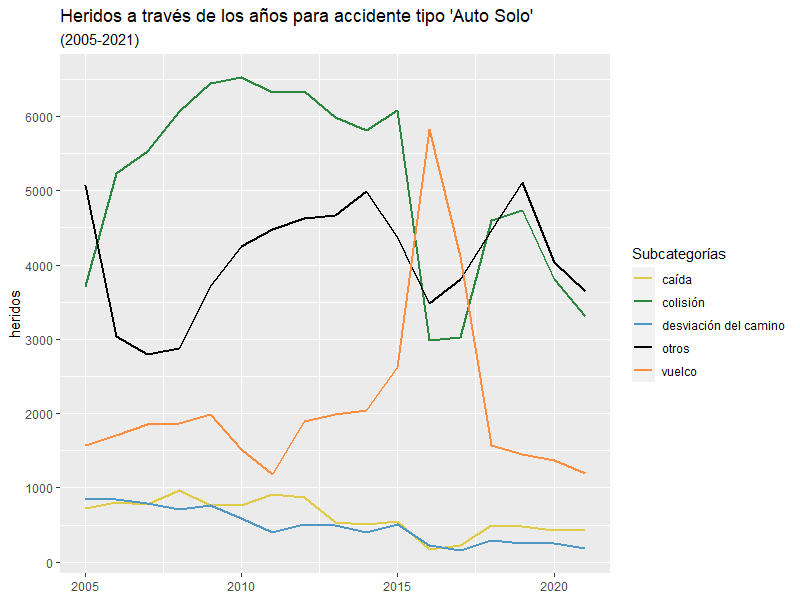 Heridos a través de los años para accidente tipo 'Auto Solo'
(2005-2021)
heridos
6000
5000
4000
3000
2000
1000
0
2005
2010
2015
2020
Subcategorías
caída
colisión
desviación del camino
otros
vuelco